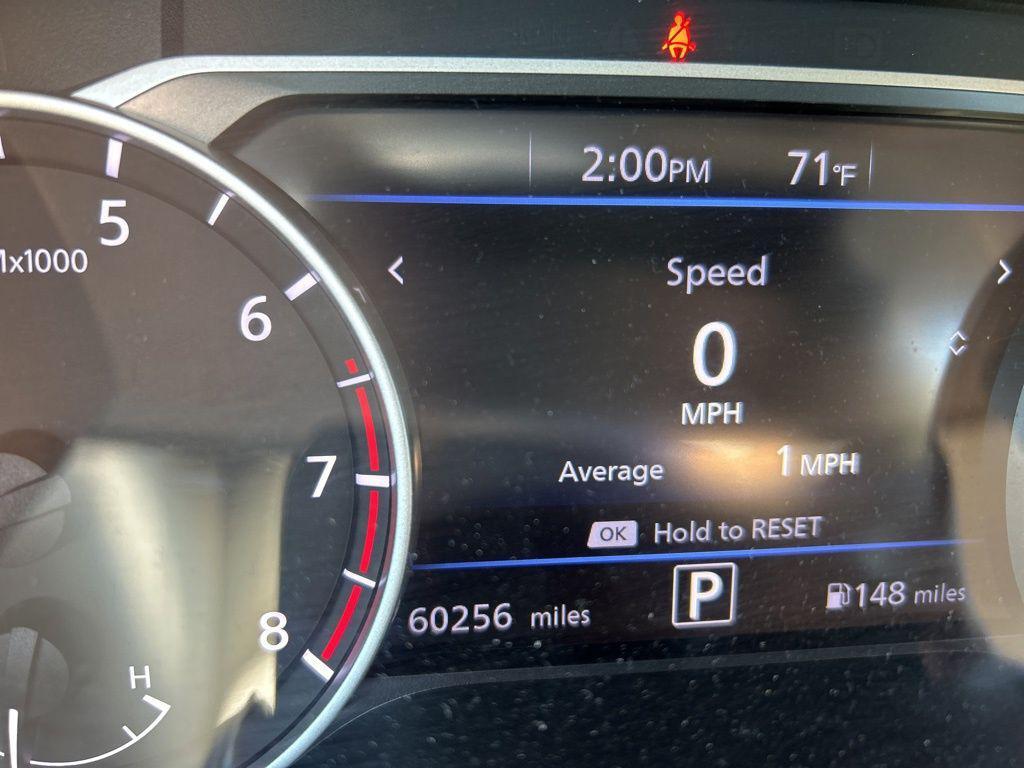 2:00PM 71°F
5
1x1000
6
7
8
H
< Speed >
0
MPH
Average 1 MPH
OK Hold to RESET
60256 miles P 148 miles